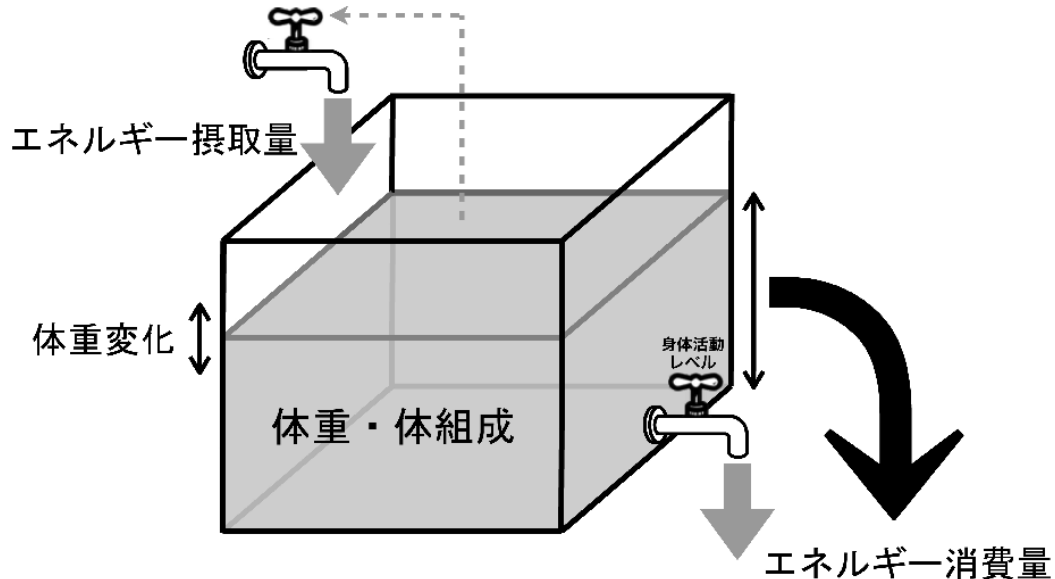 エネルギー摂取量
体重変化
身体活動
レベル
体重・体組成
エネルギー消費量